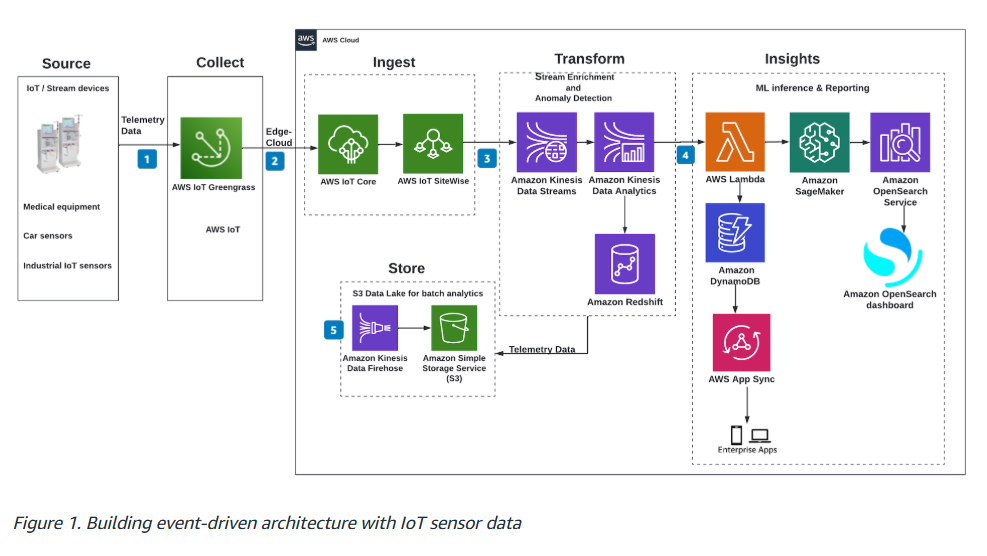 aws
AWS Cloud
Source
Collect
Ingest
Transform
Insights
IoT / Stream devices
Medical equipment
Car sensors
Industrial IoT sensors
Telemetry
Data
1
AWS IoT Greengrass
AWS IoT
Edge-
Cloud
2
AWS IoT Core
AWS IoT SiteWise
3
Stream Enrichment
and
Anomaly Detection
Amazon Kinesis
Data Streams
Amazon Kinesis
Data Analytics
Amazon Redshift
4
ML inference & Reporting
AWS Lambda
Amazon
SageMaker
Amazon
OpenSearch
Service
Amazon
DynamoDB
Amazon OpenSearch
dashboard
AWS App Sync
Enterprise Apps
Store
S3 Data Lake for batch analytics
5
Amazon Kinesis
Data Firehose
Amazon Simple
Storage Service
(S3)
Telemetry Data
Figure 1. Building event-driven architecture with IoT sensor data